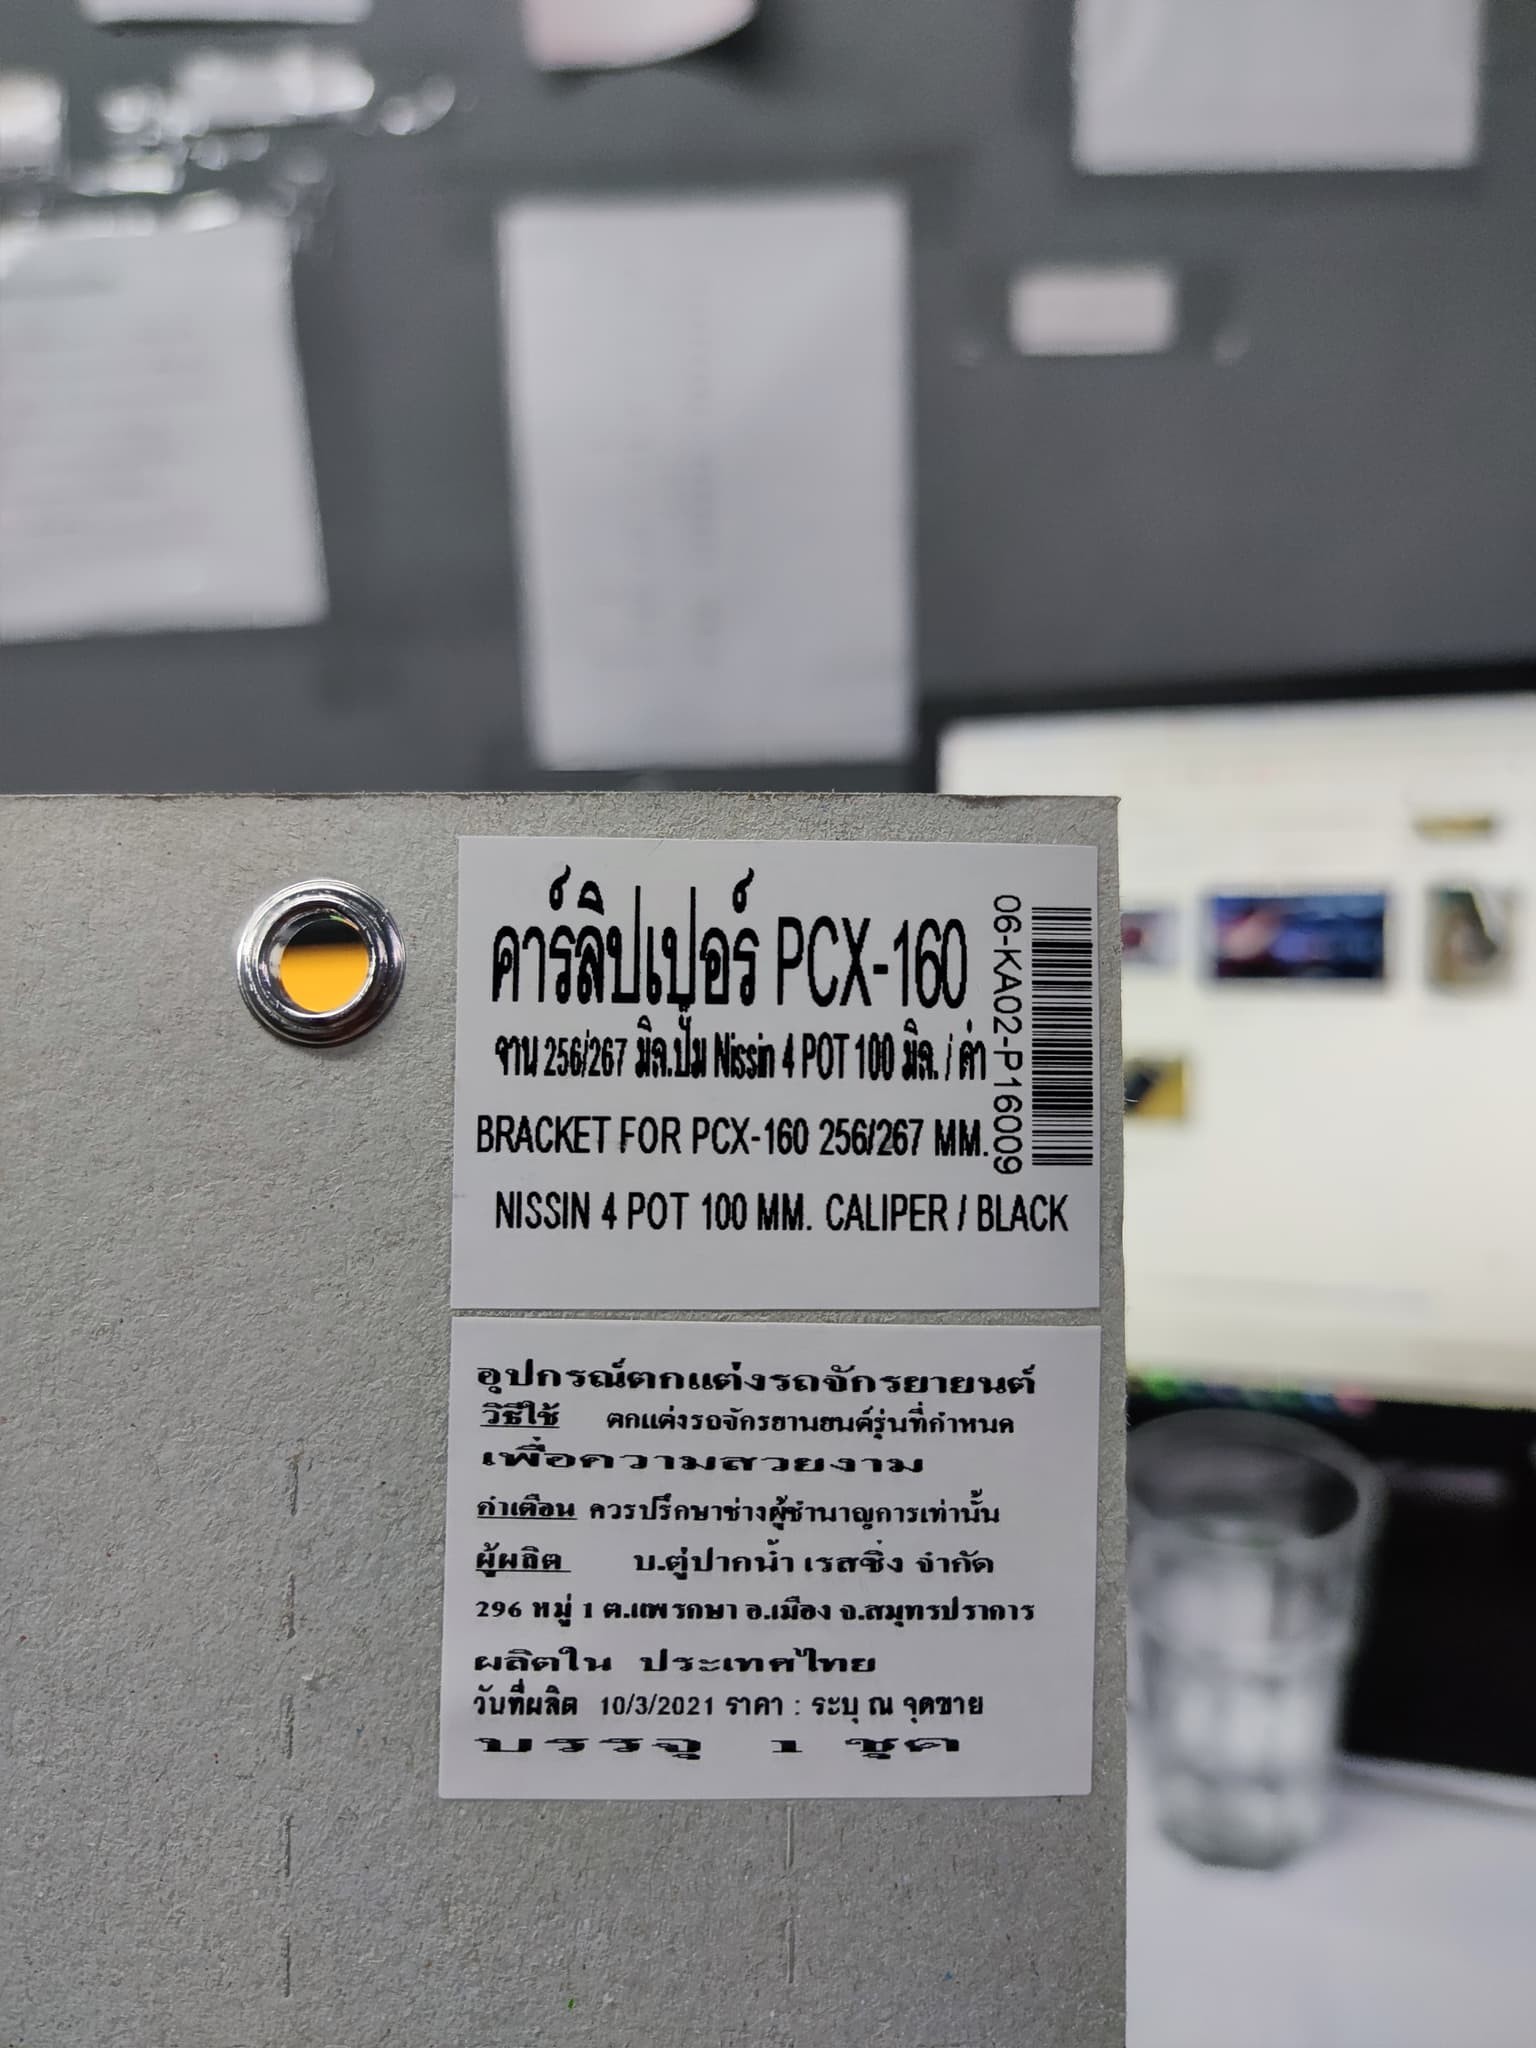 คาร์ลิปเปอร์ PCX-160
จาน 256/267 มิล.ปั๊ม Nissin 4 POT 100 มิล. / ดำ
BRACKET FOR PCX-160 256/267 MM.
NISSIN 4 POT 100 MM. CALIPER / BLACK
06-KA02-P16009
อุปกรณ์ตกแต่งรถจักรยายนต์
วิธีใช้ ตกแต่งรถจักรยานยนต์รุ่นที่กำหนด
เพื่อความสวยงาม
คำเตือน ควรปรึกษาช่างผู้ชำนาญการเท่านั้น
ผู้ผลิต บ.ตู่ปากน้ำ เรสซิ่ง จำกัด
296 หมู่ 1 ต.แพรกษา อ.เมือง จ.สมุทรปราการ
ผลิตใน ประเทศไทย
วันที่ผลิต 10/3/2021 ราคา : ระบุ ณ จุดขาย
บรรจุ 1 ชุด